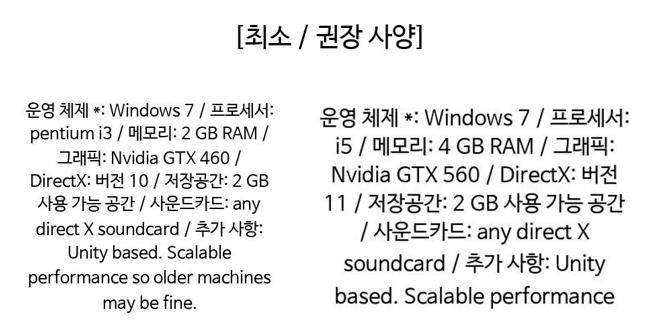 [최소 / 권장 사양]
운영 체제 *: Windows 7 / 프로세서:
pentium i3 / 메모리: 2 GB RAM /
그래픽: Nvidia GTX 460 /
DirectX: 버전 10 / 저장공간: 2 GB
사용 가능 공간 / 사운드카드: any
direct X soundcard / 추가 사항:
Unity based. Scalable
performance so older machines
may be fine.
운영 체제 *: Windows 7 / 프로세서:
i5 / 메모리: 4 GB RAM / 그래픽:
Nvidia GTX 560 / DirectX: 버전
11 / 저장공간: 2 GB 사용 가능 공간
/ 사운드카드: any direct X
soundcard / 추가 사항: Unity
based. Scalable performance